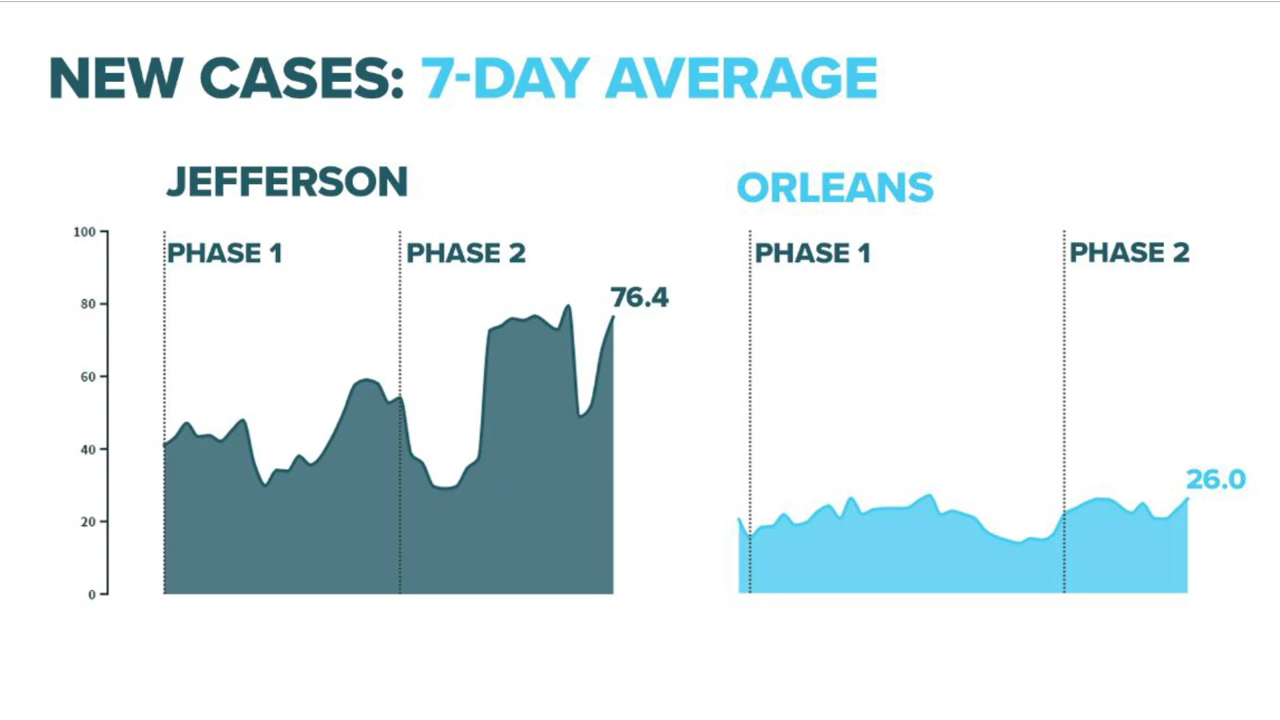 NEW CASES: 7-DAY AVERAGE
JEFFERSON
ORLEANS
100
80
60
40
20
0
PHASE 1
PHASE 2
76.4
PHASE 1
PHASE 2
26.0